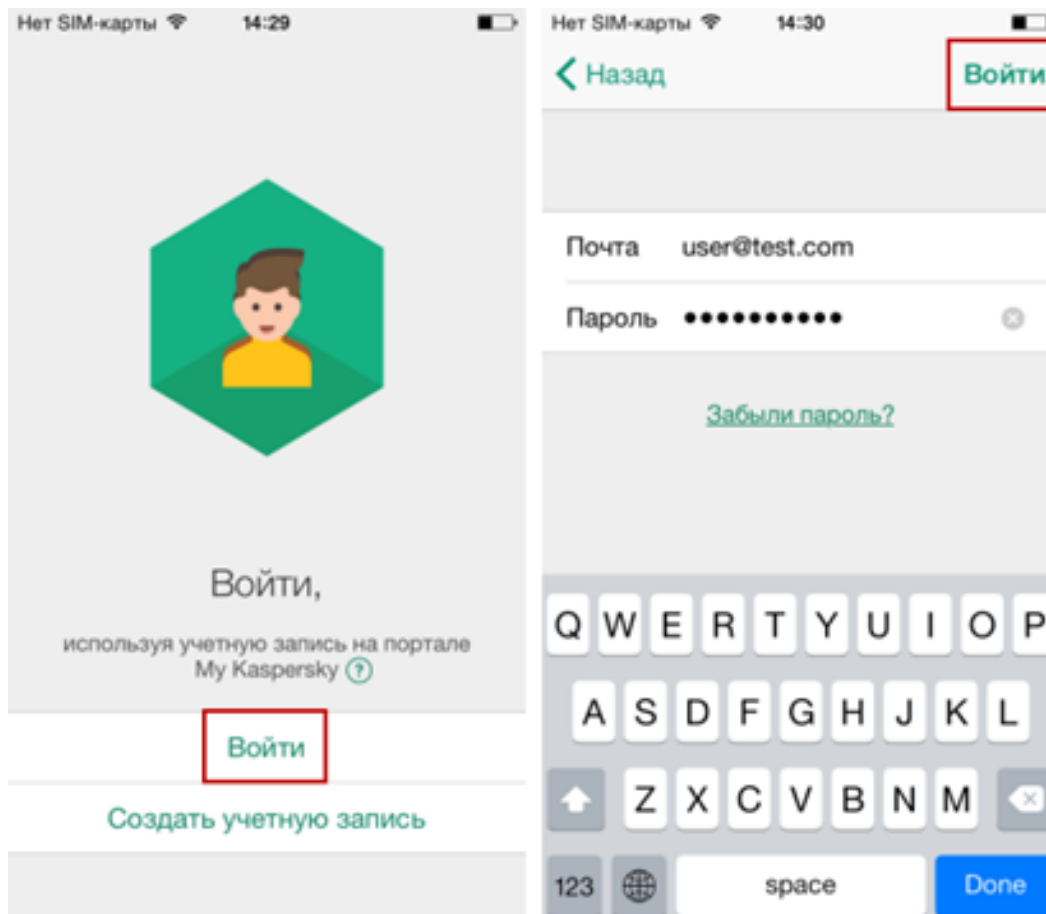 Нет SIM-карты 14:29
Войти,
используя учетную запись на портале
My Kaspersky ?
Войти
Создать учетную запись
Нет SIM-карты 14:30
Назад Войти
Почта user@test.com
Пароль ••••••••••
Забыли пароль?
Q W E R T Y U I O P
A S D F G H J K L
Z X C V B N M
123 space Done